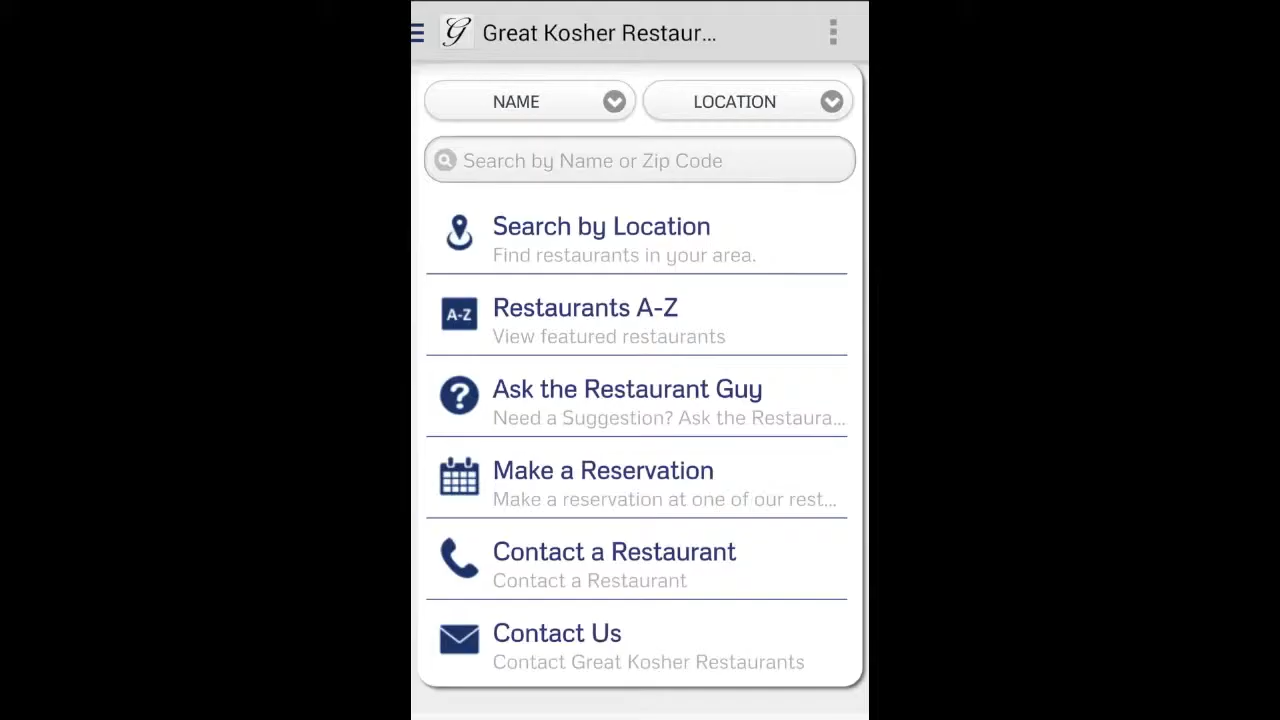 G Great Kosher Restaur...
NAME LOCATION
Search by Name or Zip Code
Search by Location
Find restaurants in your area.
A-Z Restaurants A-Z
View featured restaurants
? Ask the Restaurant Guy
Need a Suggestion? Ask the Restaura...
Make a Reservation
Make a reservation at one of our rest...
Contact a Restaurant
Contact a Restaurant
Contact Us
Contact Great Kosher Restaurants